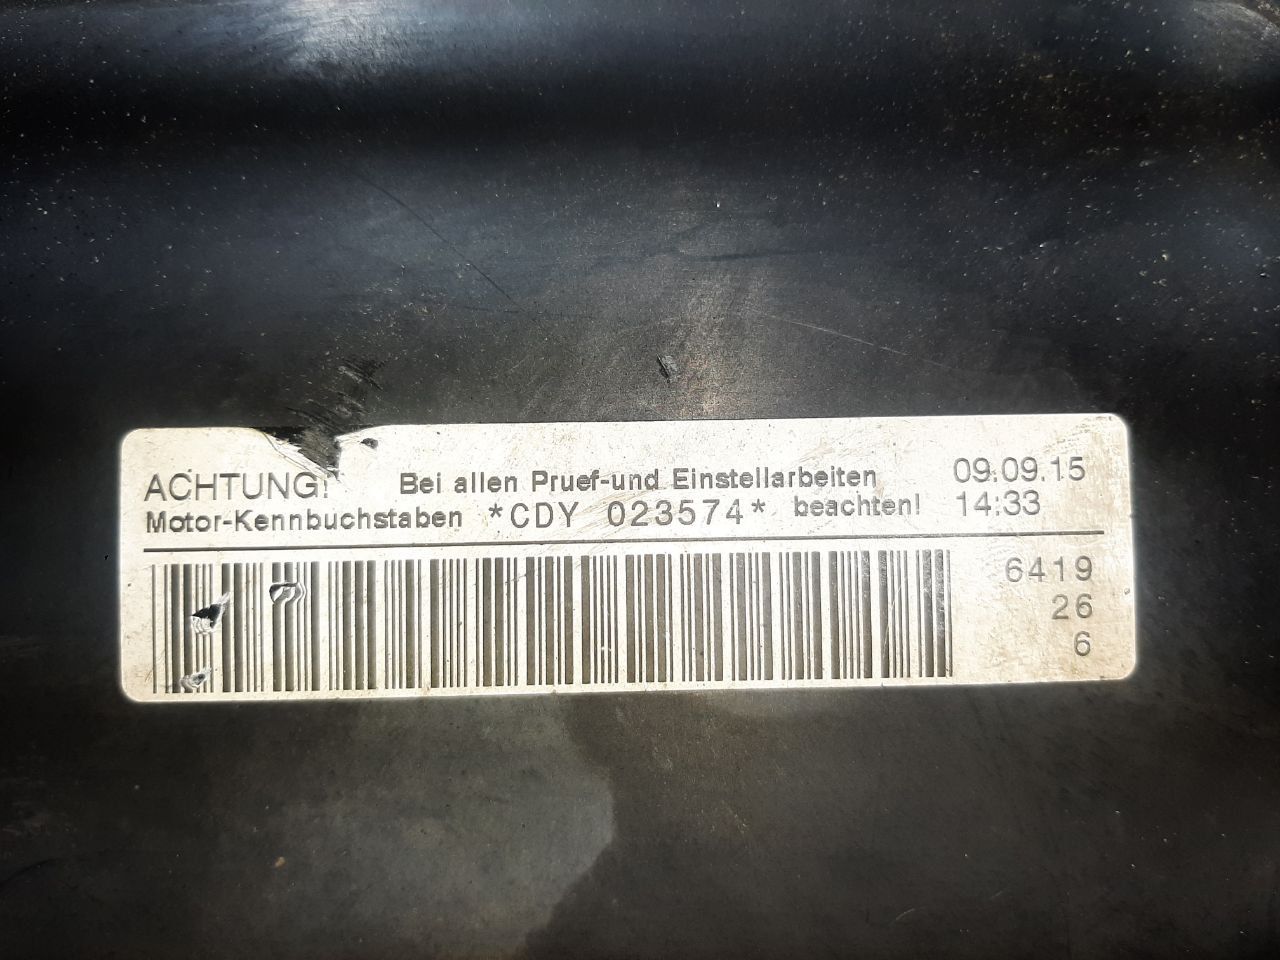 ACHTUNG! Bei allen Pruef-und Einstellarbeiten 09.09.15
Motor-Kennbuchstaben *CDY 023574* beachten! 14:33
6419
26
6